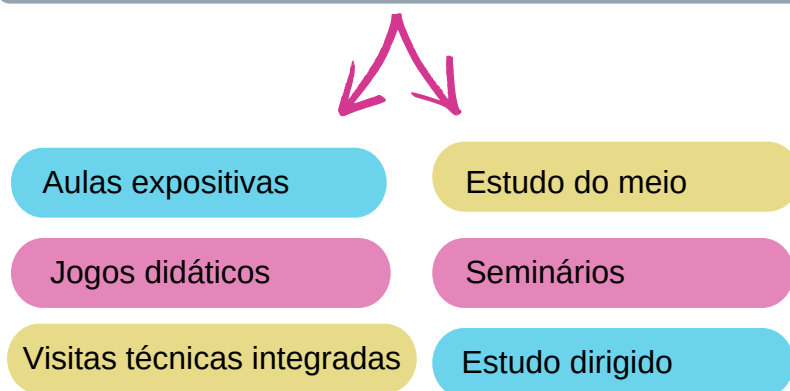 Aulas expositivas
Estudo do meio
Jogos didáticos
Seminários
Visitas técnicas integradas
Estudo dirigido